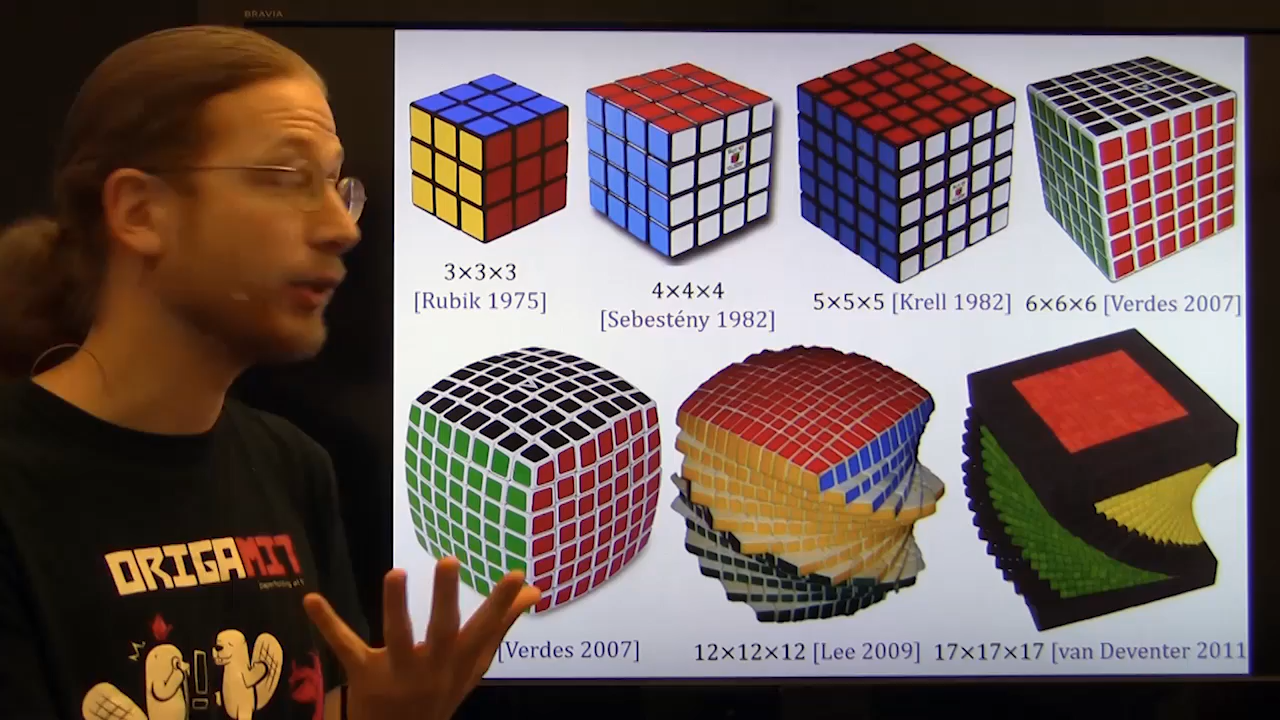 BRAVIA
3×3×3
[Rubik 1975]
4×4×4
[Sebestény 1982]
5×5×5 [Krell 1982]
6×6×6 [Verdes 2007]
[Verdes 2007]
12×12×12 [Lee 2009]
17×17×17 [van Deventer 2011
ORIGAMIT